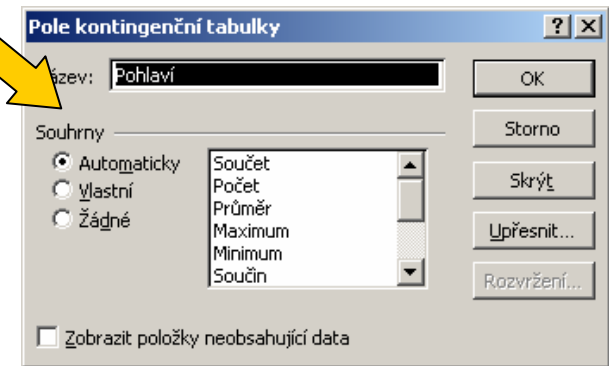 Pole kontingenční tabulky
ázev: Pohlaví
OK
Souhrny
Storno
Automaticky
Vlastní
Žádné
Součet
Počet
Průměr
Maximum
Minimum
Součin
Skrýt
Upřesnit...
Rozvržení...
Zobrazit položky neobsahující data